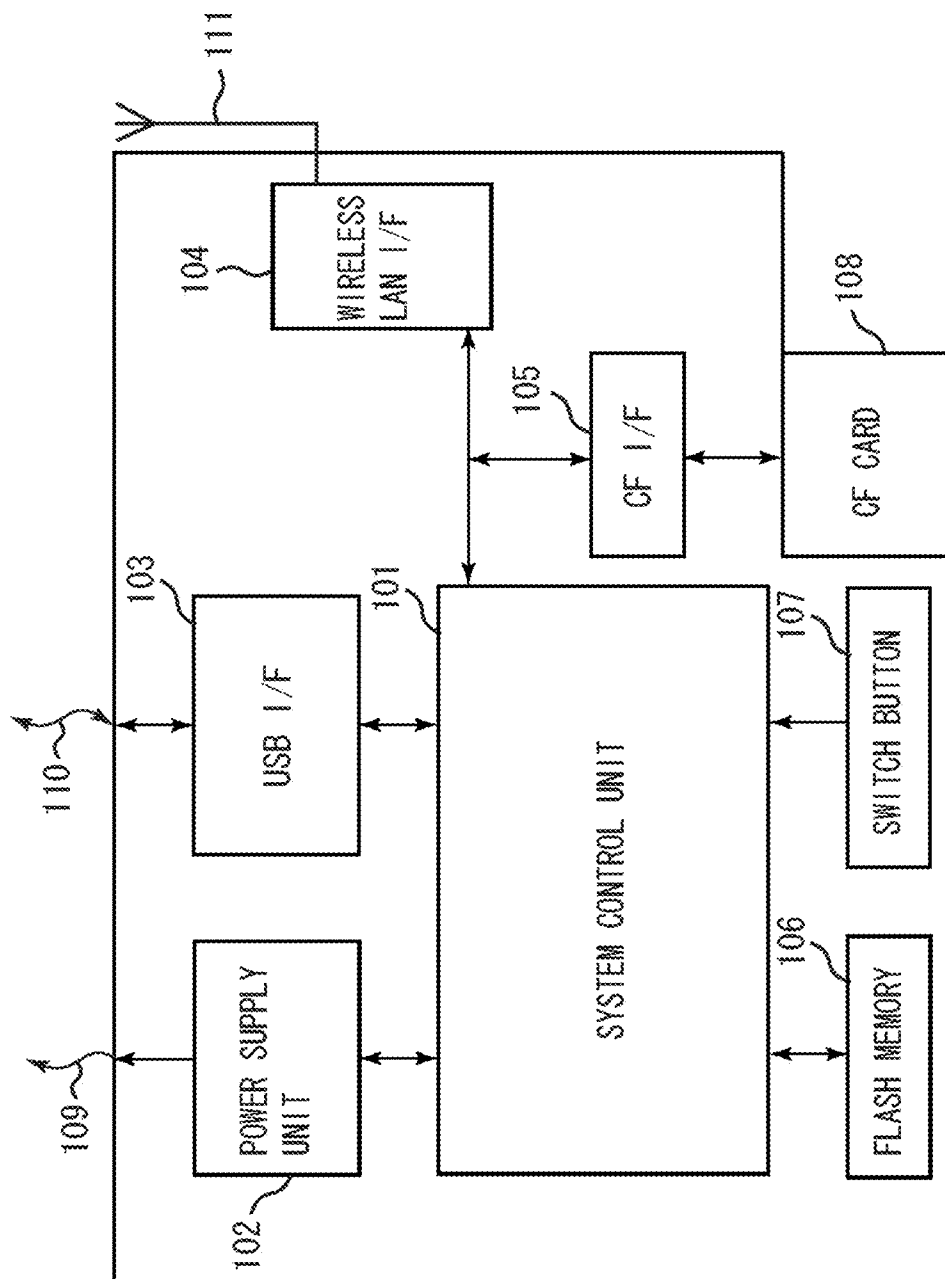 109
110
111
102
POWER SUPPLY
UNIT
103
USB I/F
104
WIRELESS
LAN I/F
101
SYSTEM CONTROL UNIT
105
CF I/F
106
FLASH MEMORY
107
SWITCH BUTTON
108
CF CARD